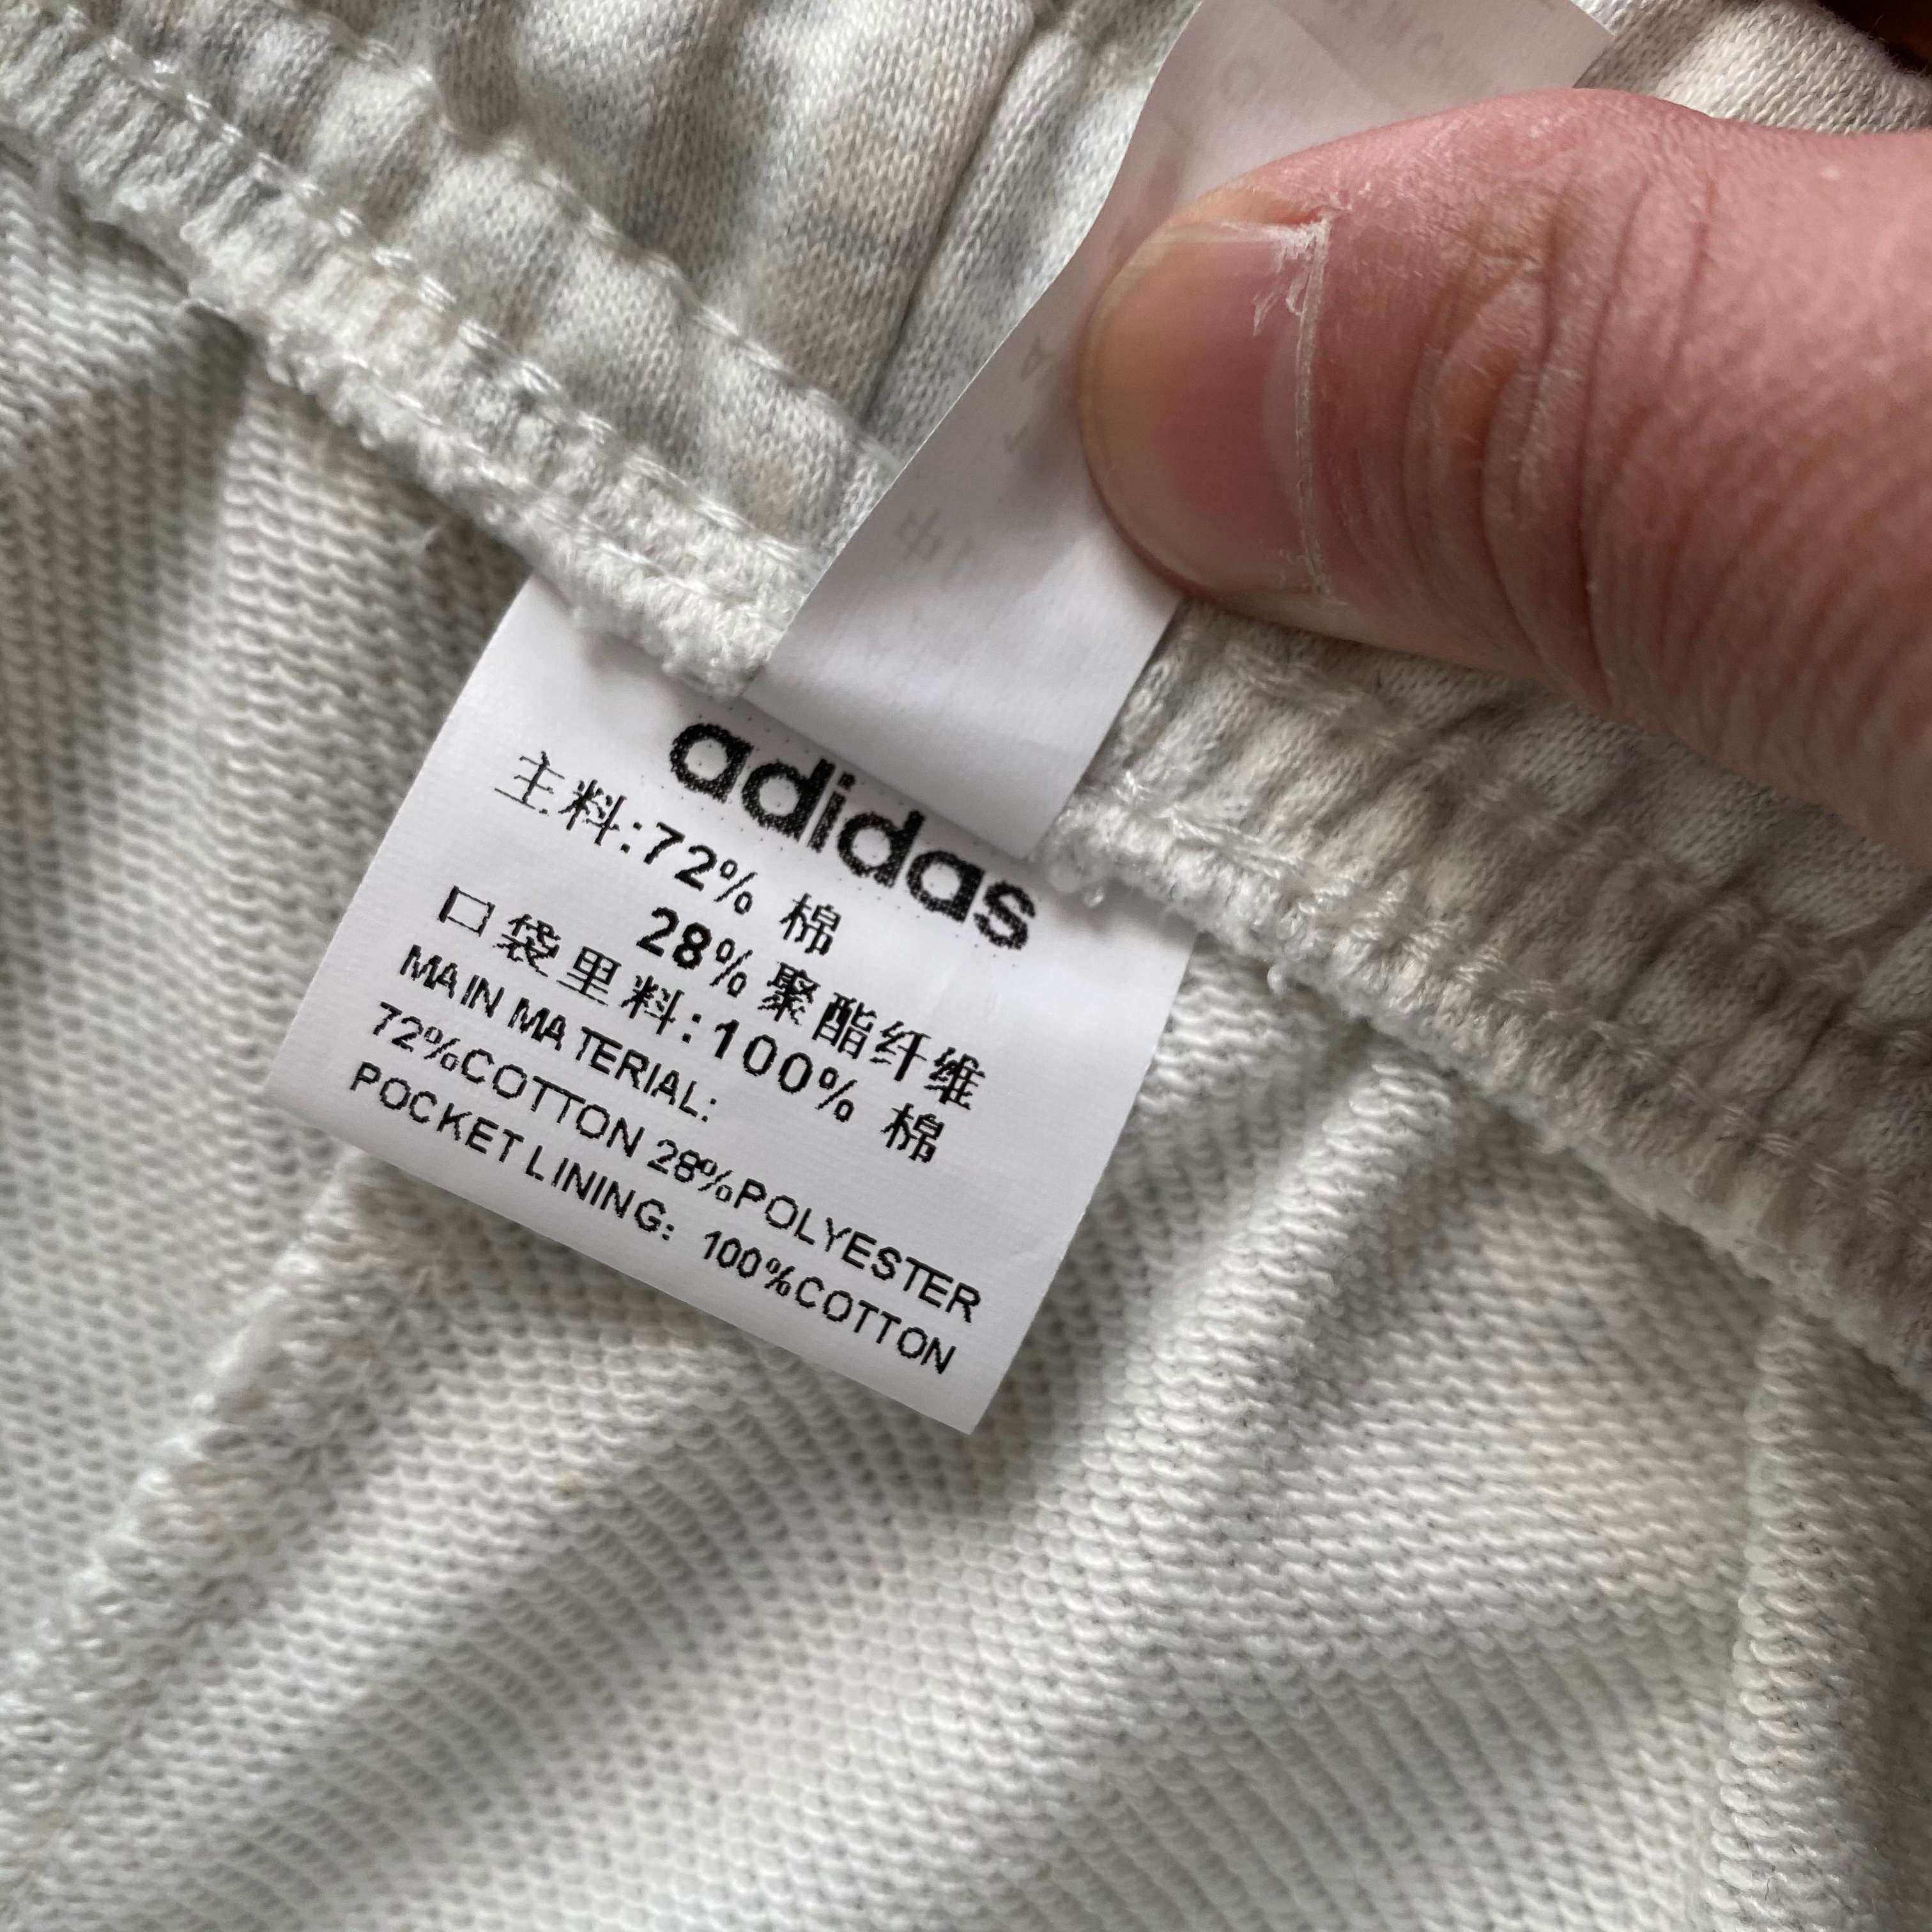 adidas
主料:72% 棉
28% 聚酯纤维
口袋里料:100% 棉
MAIN MATERIAL:
72%COTTON 28%POLYESTER
POCKET LINING: 100%COTTON